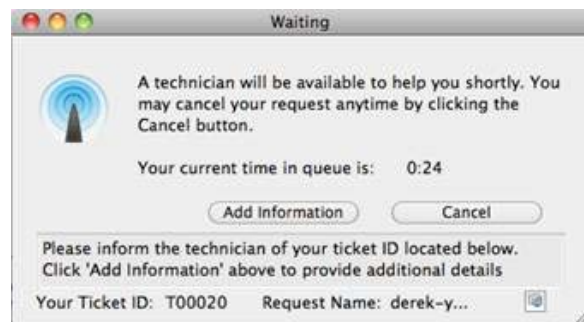 Waiting
A technician will be available to help you shortly. You
may cancel your request anytime by clicking the
Cancel button.
Your current time in queue is: 0:24
Add Information Cancel
Please inform the technician of your ticket ID located below.
Click 'Add Information' above to provide additional details
Your Ticket ID: T00020 Request Name: derek-y...